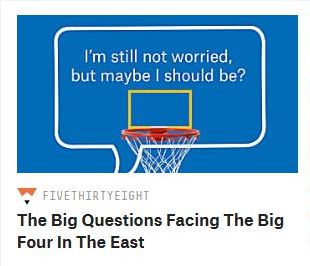 I'm still not worried,
but maybe I should be?
FIVETHIRTYEIGHT
The Big Questions Facing The Big
Four In The East